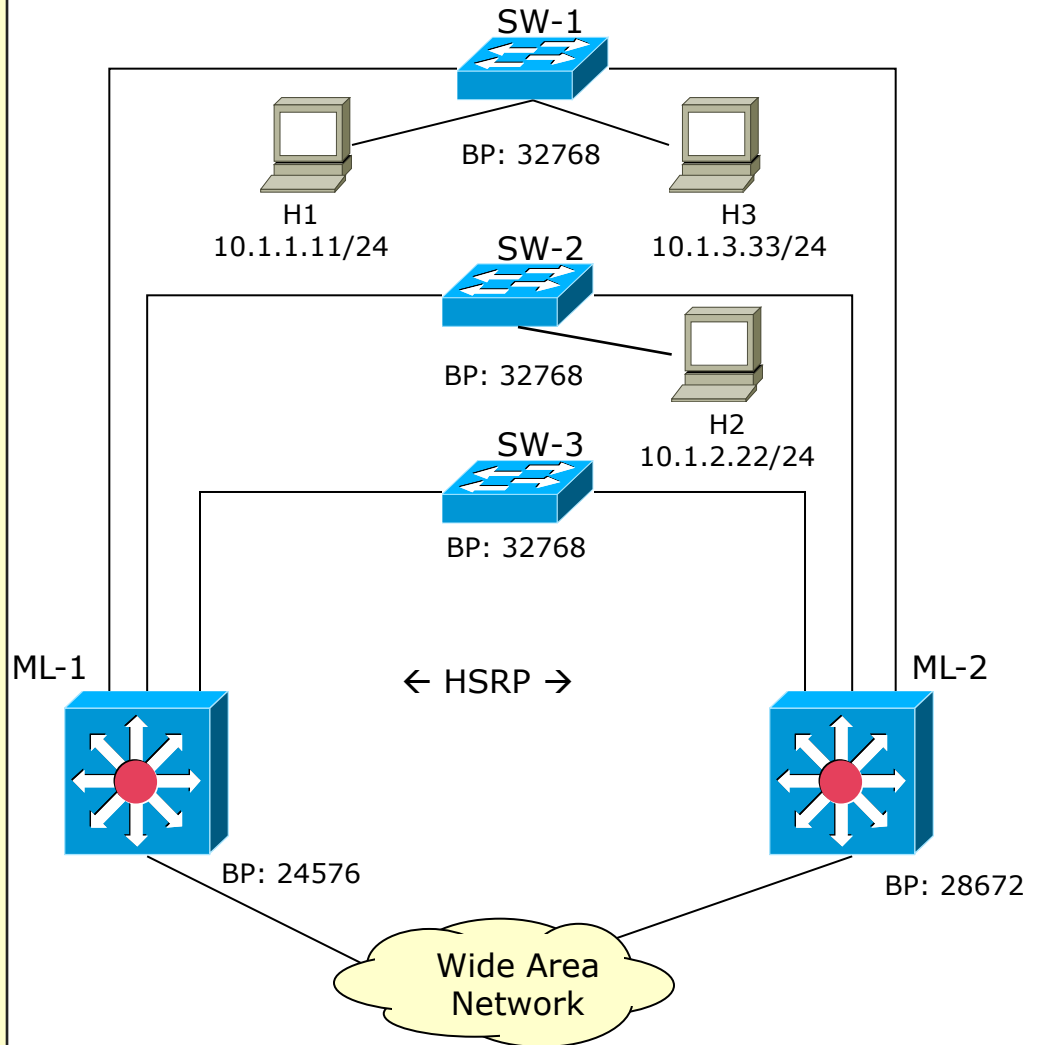 SW-1
BP: 32768
H1
10.1.1.11/24
H3
10.1.3.33/24
SW-2
BP: 32768
H2
10.1.2.22/24
SW-3
BP: 32768
ML-1
← HSRP →
ML-2
BP: 24576
BP: 28672
Wide Area
Network